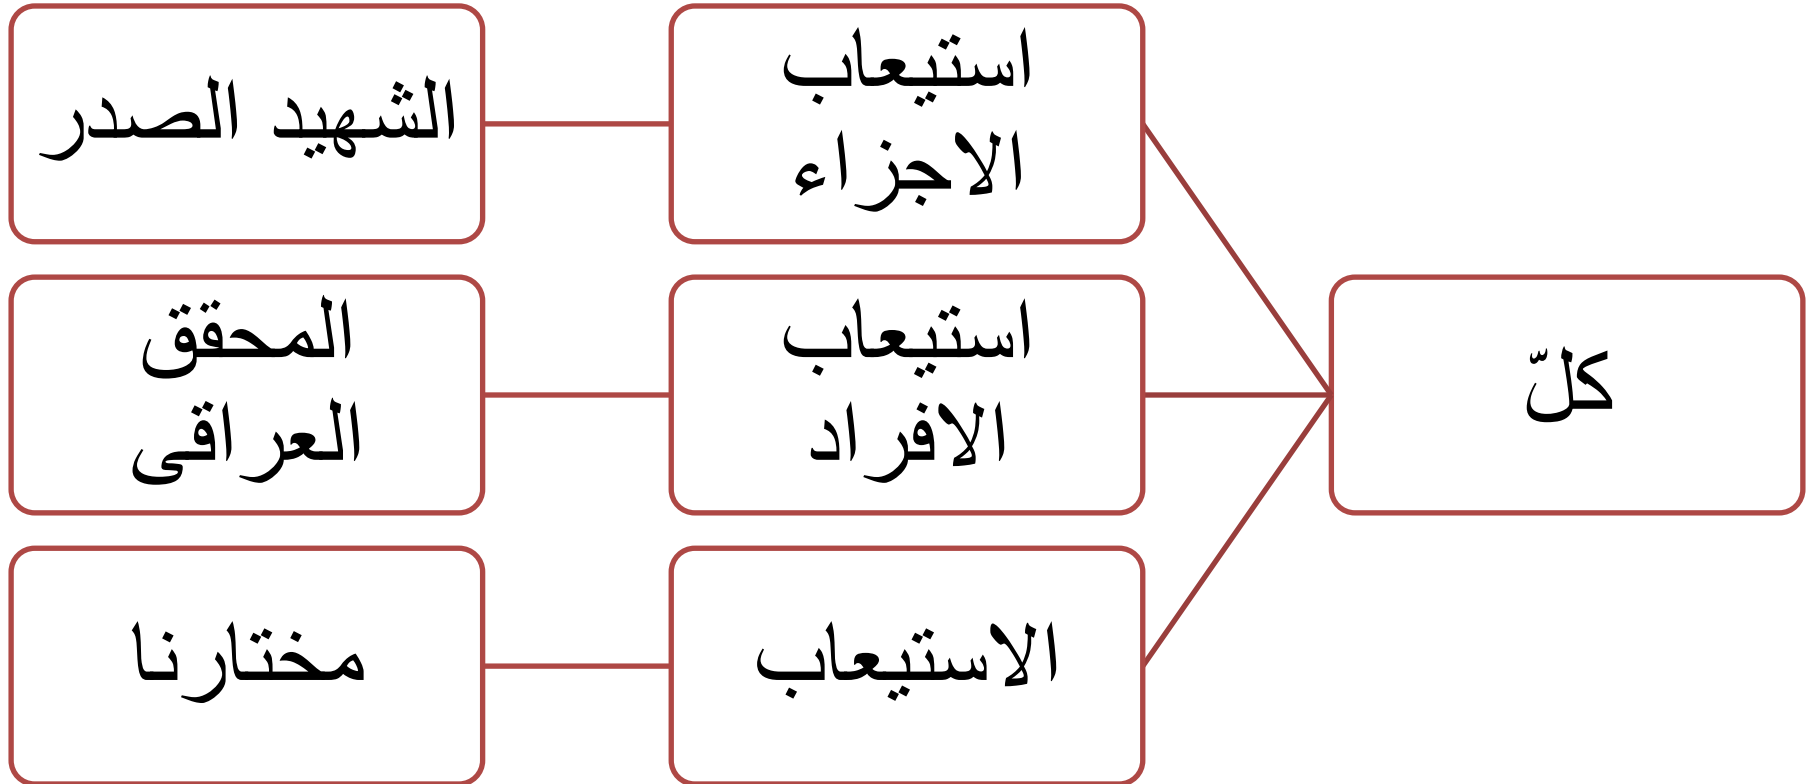 كلّ
استيعاب
الاجزاء
الشهيد الصدر
استيعاب
الافراد
المحقق
العراقى
الاستيعاب
مختارنا